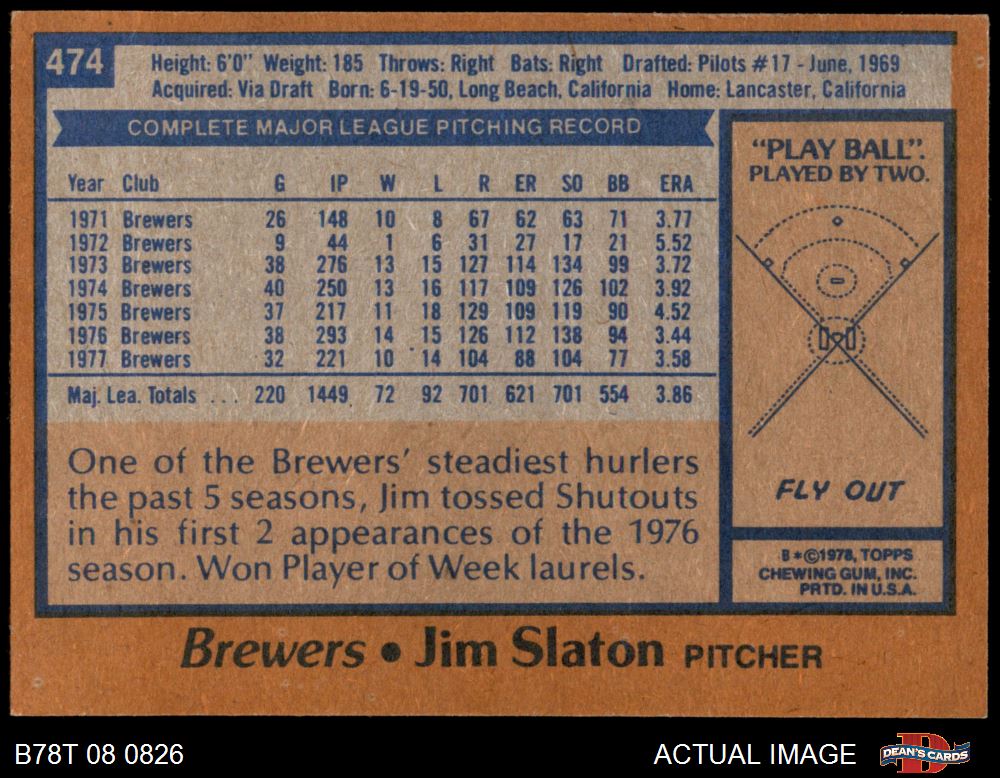 474
Height: 6'0" Weight: 185 Throws: Right Bats: Right Drafted: Pilots #17 - June, 1969
Acquired: Via Draft Born: 6-19-50, Long Beach, California Home: Lancaster, California
COMPLETE MAJOR LEAGUE PITCHING RECORD
Year Club G IP W L R ER SO BB ERA
1971 Brewers 26 148 10 8 67 62 63 71 3.77
1972 Brewers 9 44 1 6 31 27 17 21 5.52
1973 Brewers 38 276 13 15 127 114 134 99 3.72
1974 Brewers 40 250 13 16 117 109 126 102 3.92
1975 Brewers 37 217 11 18 129 109 119 90 4.52
1976 Brewers 38 293 14 15 126 112 138 94 3.44
1977 Brewers 32 221 10 14 104 88 104 77 3.58
Maj. Lea. Totals . . . 220 1449 72 92 701 621 701 554 3.86
One of the Brewers' steadiest hurlers
the past 5 seasons, Jim tossed Shutouts
in his first 2 appearances of the 1976
season. Won Player of Week laurels.
"PLAY BALL".
PLAYED BY TWO.
FLY OUT
B*©1978, TOPPS
CHEWING GUM, INC.
PRTD. IN U.S.A.
Brewers • Jim Slaton PITCHER
B78T 08 0826
ACTUAL IMAGE
D
DEAN'S CARDS